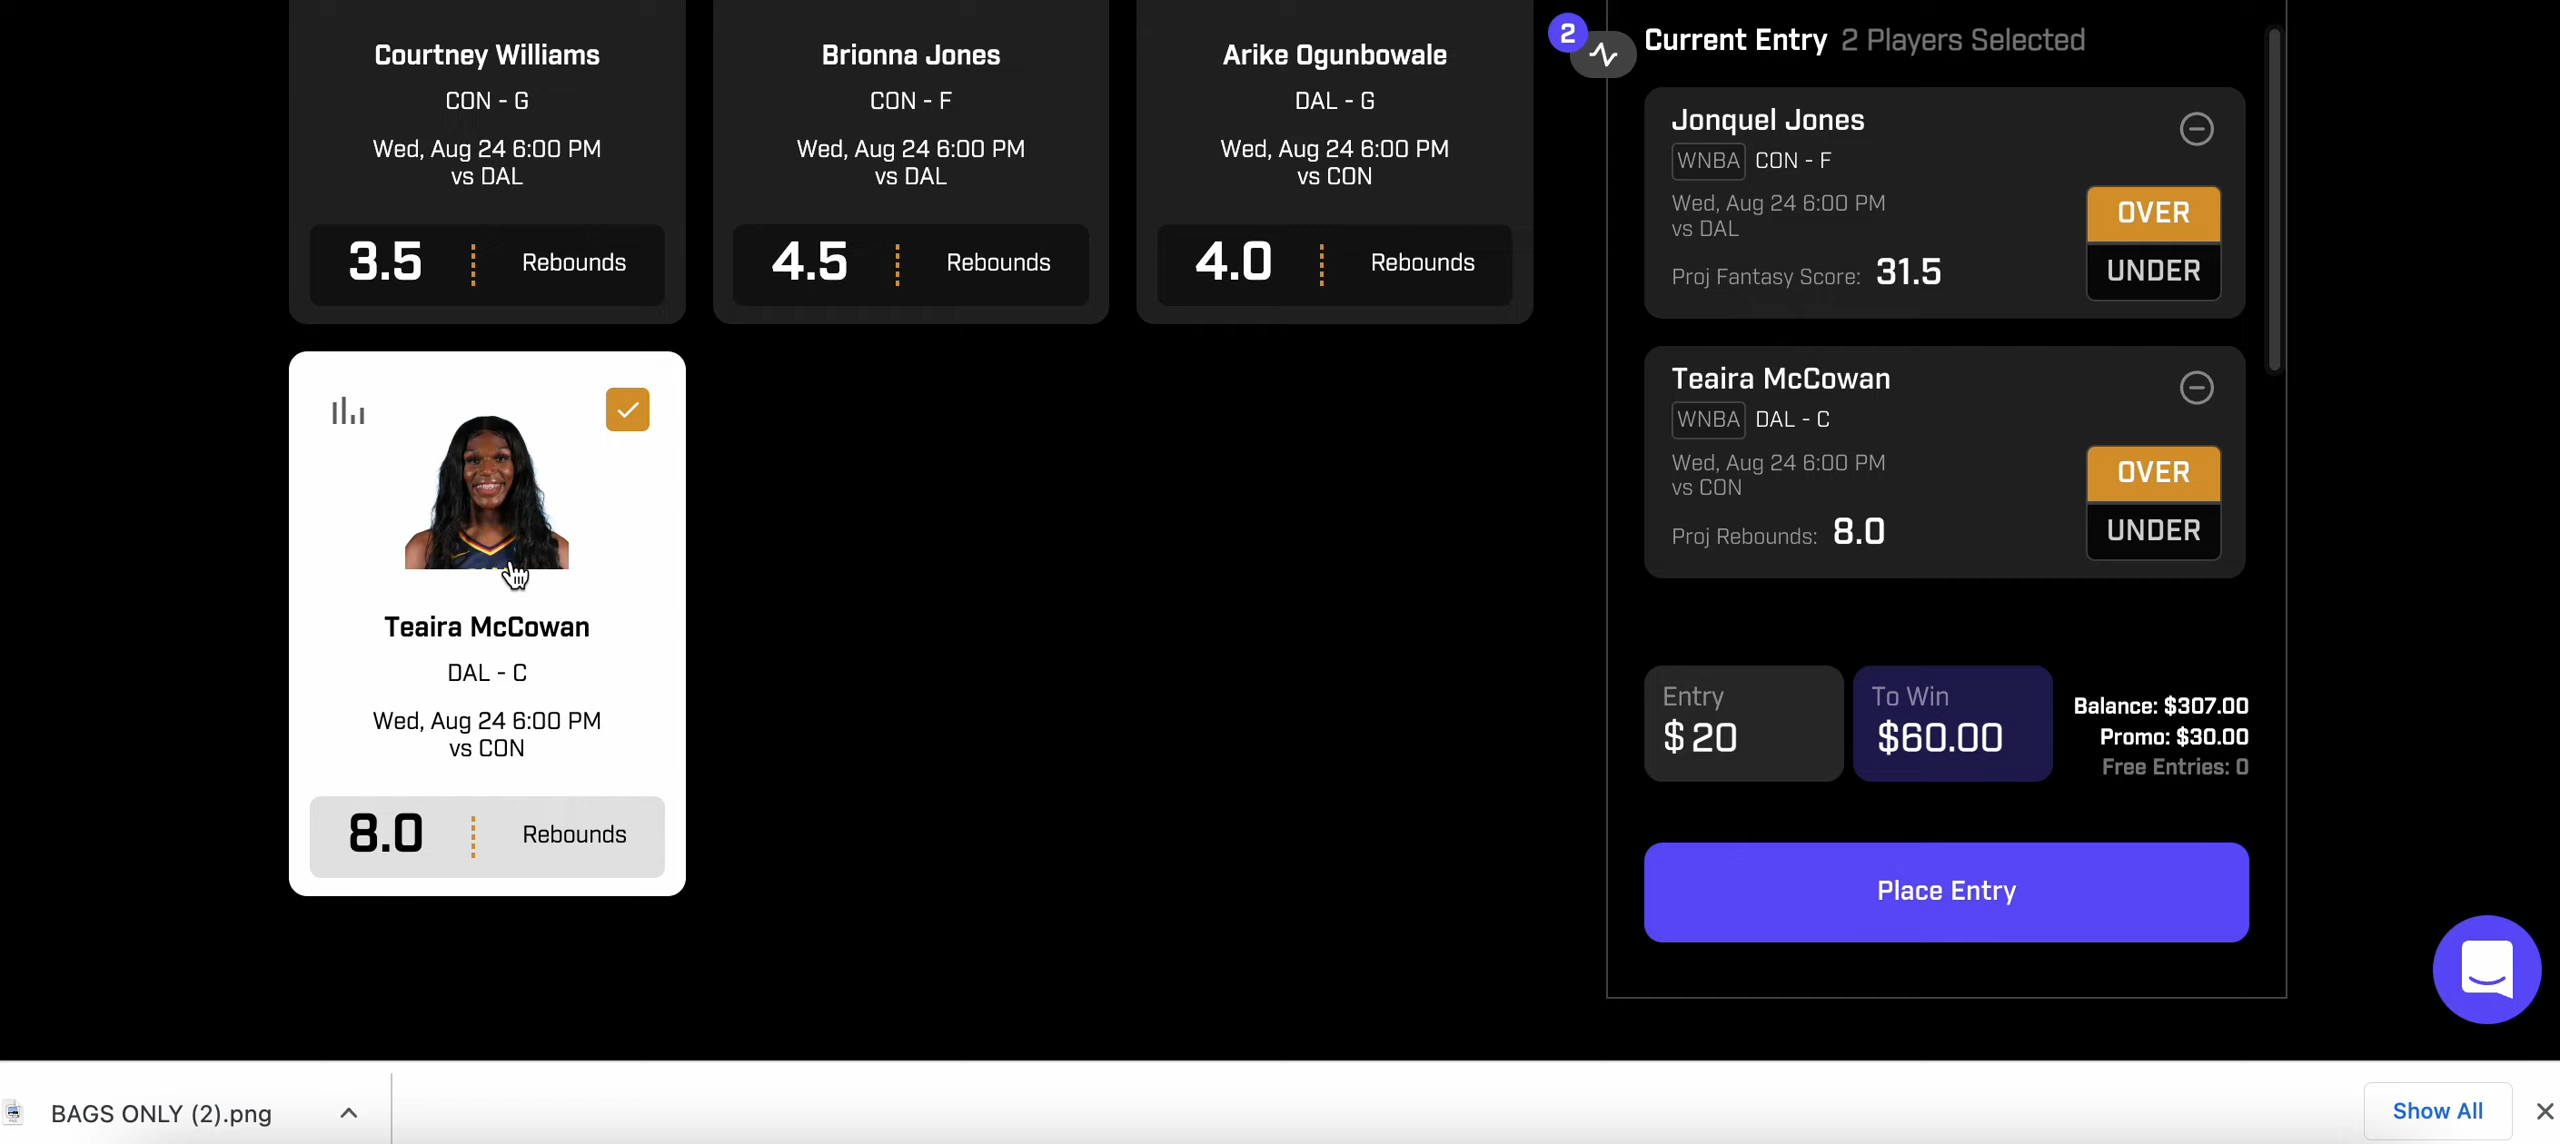 Courtney Williams
CON - G
Wed, Aug 24 6:00 PM
vs DAL
3.5
Rebounds
Brionna Jones
CON - F
Wed, Aug 24 6:00 PM
vs DAL
4.5
Rebounds
Arike Ogunbowale
DAL - G
Wed, Aug 24 6:00 PM
vs CON
4.0
Rebounds
Teaira McCowan
DAL - C
Wed, Aug 24 6:00 PM
vs CON
8.0
Rebounds
2
Current Entry 2 Players Selected
Jonquel Jones
WNBA CON - F
Wed, Aug 24 6:00 PM
vs DAL
Proj Fantasy Score: 31.5
OVER
UNDER
Teaira McCowan
WNBA DAL - C
Wed, Aug 24 6:00 PM
vs CON
Proj Rebounds: 8.0
OVER
UNDER
Entry
$ 20
To Win
$60.00
Balance: $307.00
Promo: $30.00
Free Entries: 0
Place Entry
BAGS ONLY (2).png
Show All